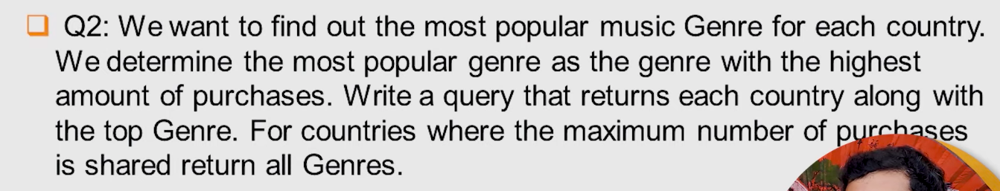 Q2: We want to find out the most popular music Genre for each country.
We determine the most popular genre as the genre with the highest
amount of purchases. Write a query that returns each country along with
the top Genre. For countries where the maximum number of purchases
is shared return all Genres.